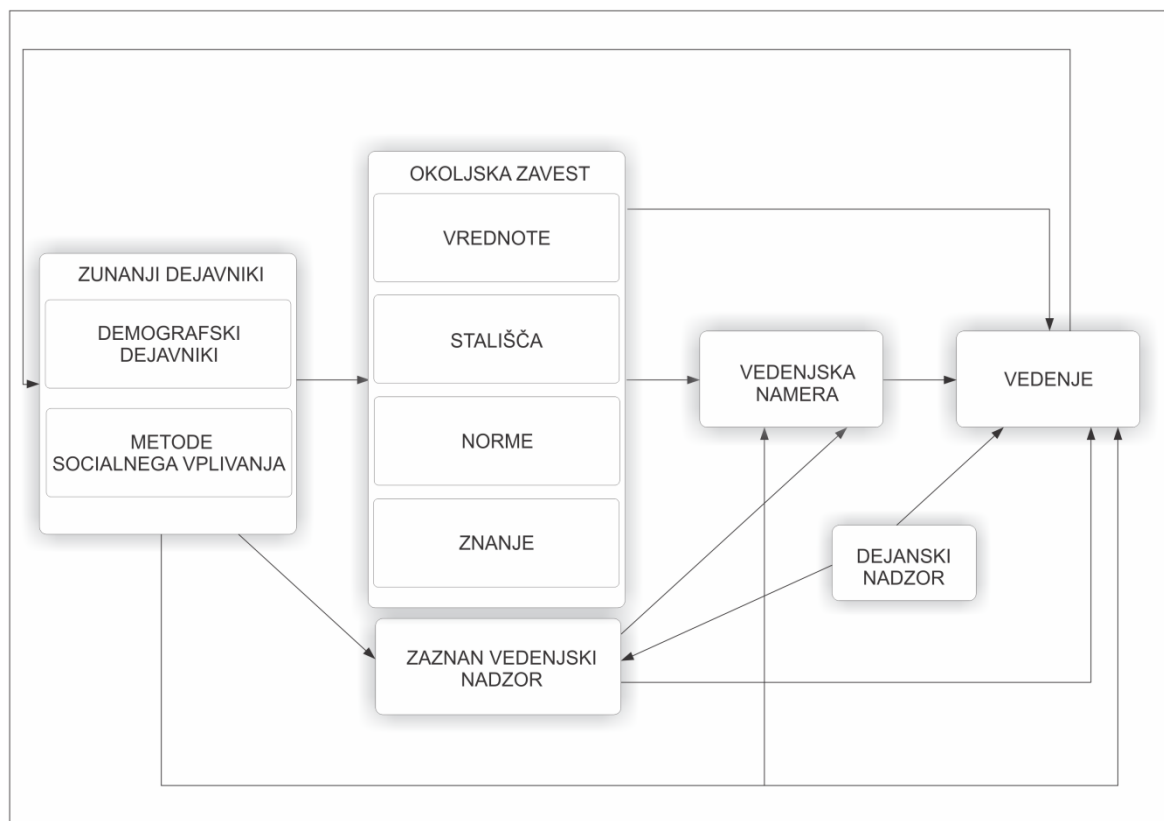 OKOLJSKA ZAVEST
VREDNOTE
ZUNANJI DEJAVNIKI
DEMOGRAFSKI
DEJAVNIKI
STALIŠČA
VEDENJSKA
NAMERA
VEDENJE
METODE
SOCIALNEGA VPLIVANJA
NORME
ZNANJE
DEJANSKI
NADZOR
ZAZNAN VEDENJSKI
NADZOR